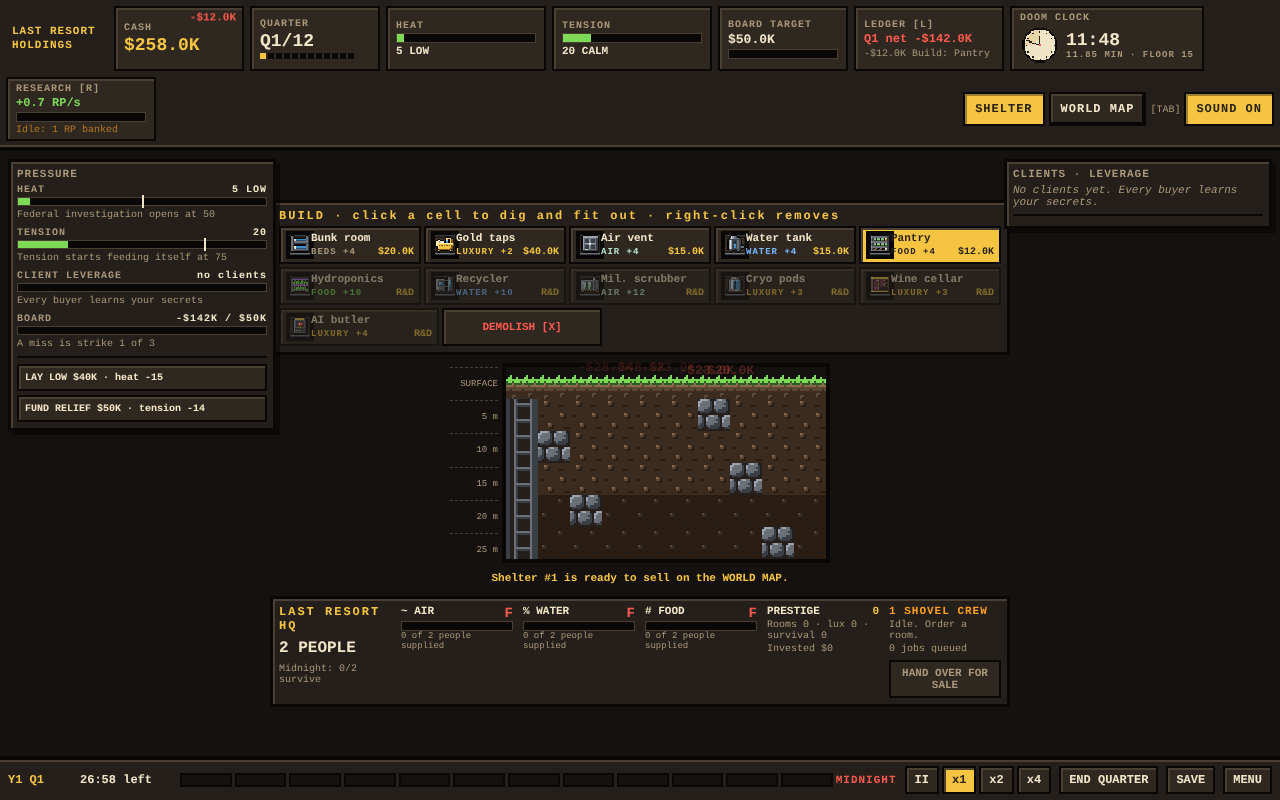 LAST RESORT
HOLDINGS
-$12.0K
CASH
$258.0K
QUARTER
Q1/12
HEAT
5 LOW
TENSION
20 CALM
BOARD TARGET
$50.0K
LEDGER [L]
Q1 net -$142.0K
-$12.0K Build: Pantry
DOOM CLOCK
11:48
11.85 MIN · FLOOR 15
RESEARCH [R]
+0.7 RP/s
Idle: 1 RP banked
SHELTER
WORLD MAP
[TAB]
SOUND ON
PRESSURE
HEAT 5 LOW
Federal investigation opens at 50
TENSION 20
Tension starts feeding itself at 75
CLIENT LEVERAGE no clients
Every buyer learns your secrets
BOARD -$142K / $50K
A miss is strike 1 of 3
LAY LOW $40K · heat -15
FUND RELIEF $50K · tension -14
BUILD · click a cell to dig and fit out · right-click removes
Bunk room
BEDS +4 $20.0K
Gold taps
LUXURY +2 $40.0K
Air vent
AIR +4 $15.0K
Water tank
WATER +4 $15.0K
Pantry
FOOD +4 $12.0K
Hydroponics
FOOD +10 R&D
Recycler
WATER +10 R&D
Mil. scrubber
AIR +12 R&D
Cryo pods
LUXURY +3 R&D
Wine cellar
LUXURY +3 R&D
AI butler
LUXURY +4 R&D
DEMOLISH [X]
CLIENTS · LEVERAGE
No clients yet. Every buyer learns
your secrets.
SURFACE
5 m
10 m
15 m
20 m
25 m
Shelter #1 is ready to sell on the WORLD MAP.
LAST RESORT
HQ
2 PEOPLE
Midnight: 0/2
survive
~ AIR F
0 of 2 people
supplied
% WATER F
0 of 2 people
supplied
# FOOD F
0 of 2 people
supplied
PRESTIGE 0
Rooms 0 · lux 0 ·
survival 0
Invested $0
1 SHOVEL CREW
Idle. Order a
room.
0 jobs queued
HAND OVER FOR
SALE
Y1 Q1
26:58 left
MIDNIGHT
II
x1
x2
x4
END QUARTER
SAVE
MENU